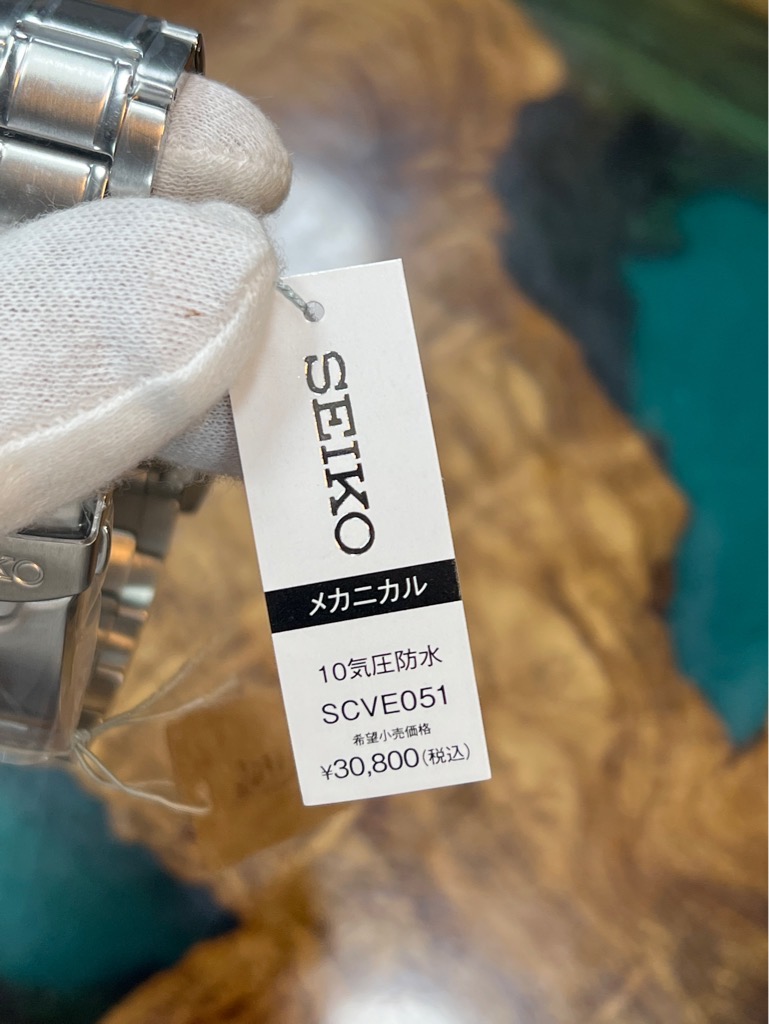 SEIKO
メカニカル
10気圧防水
SCVE051
希望小売価格
¥30,800(税込)
KO